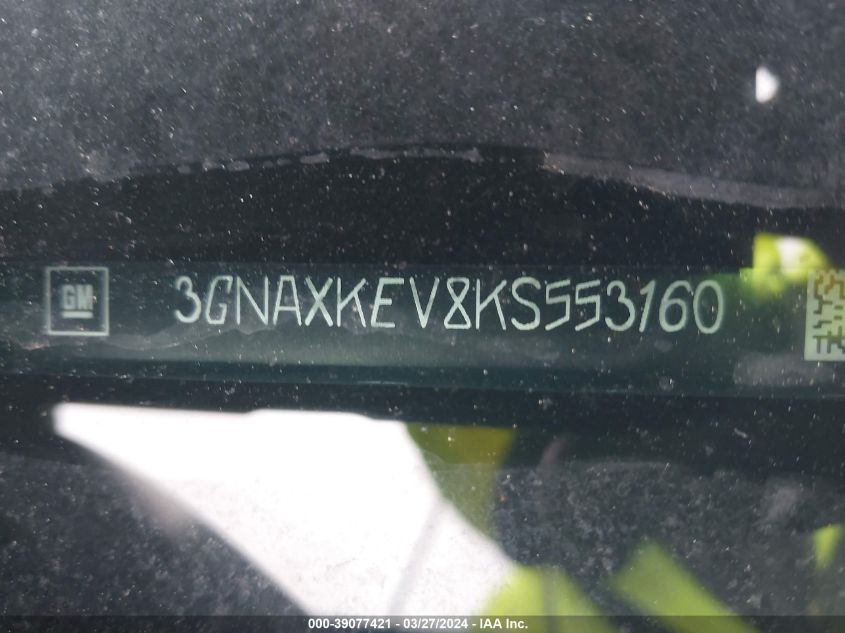 GM 3GNAXKEV8KS553160
000-39077421 - 03/27/2024 - IAA Inc.